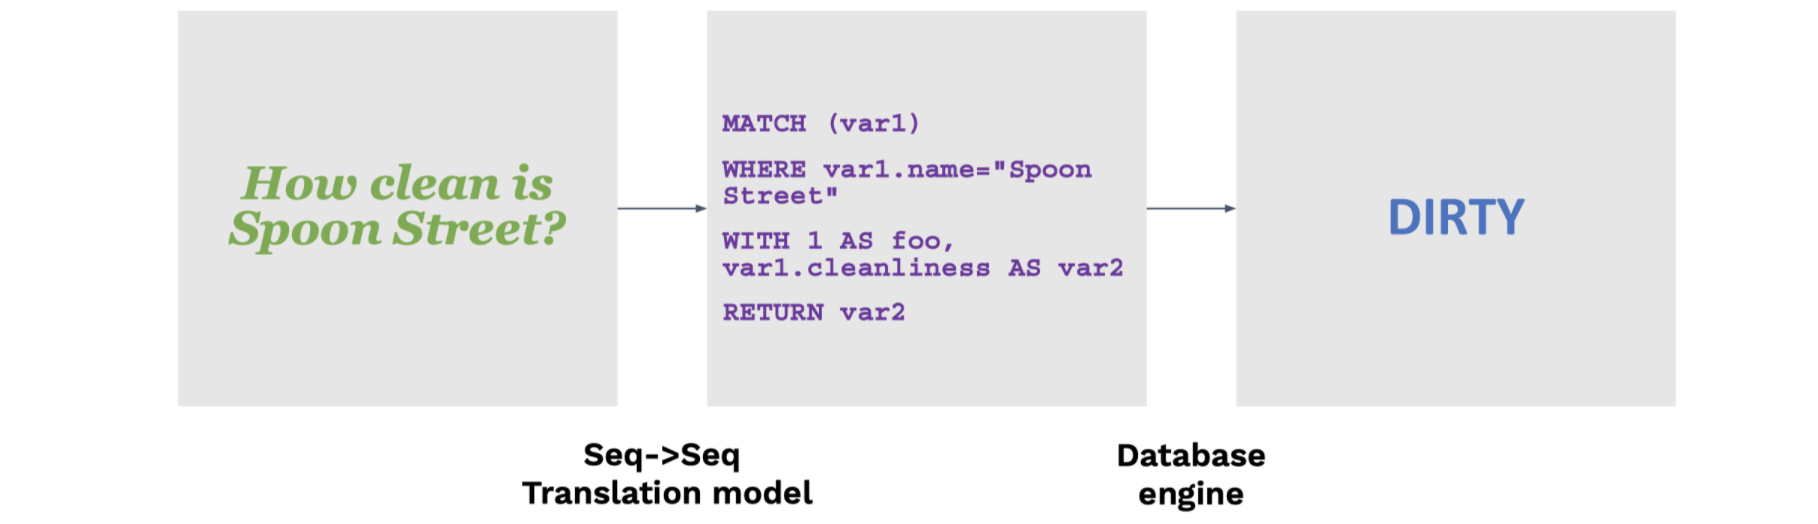 How clean is
Spoon Street?
MATCH (var1)
WHERE var1.name="Spoon
Street"
WITH 1 AS foo,
var1.cleanliness AS var2
RETURN var2
DIRTY
Seq->Seq
Translation model
Database
engine